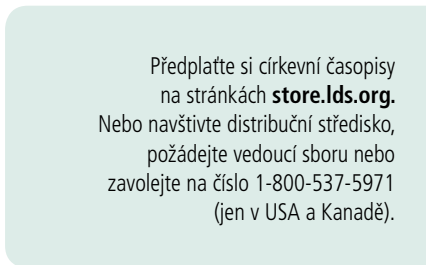 Předplaťte si církevní časopisy
na stránkách store.lds.org.
Nebo navštivte distribuční středisko,
požádejte vedoucí sboru nebo
zavolejte na číslo 1-800-537-5971
(jen v USA a Kanadě).